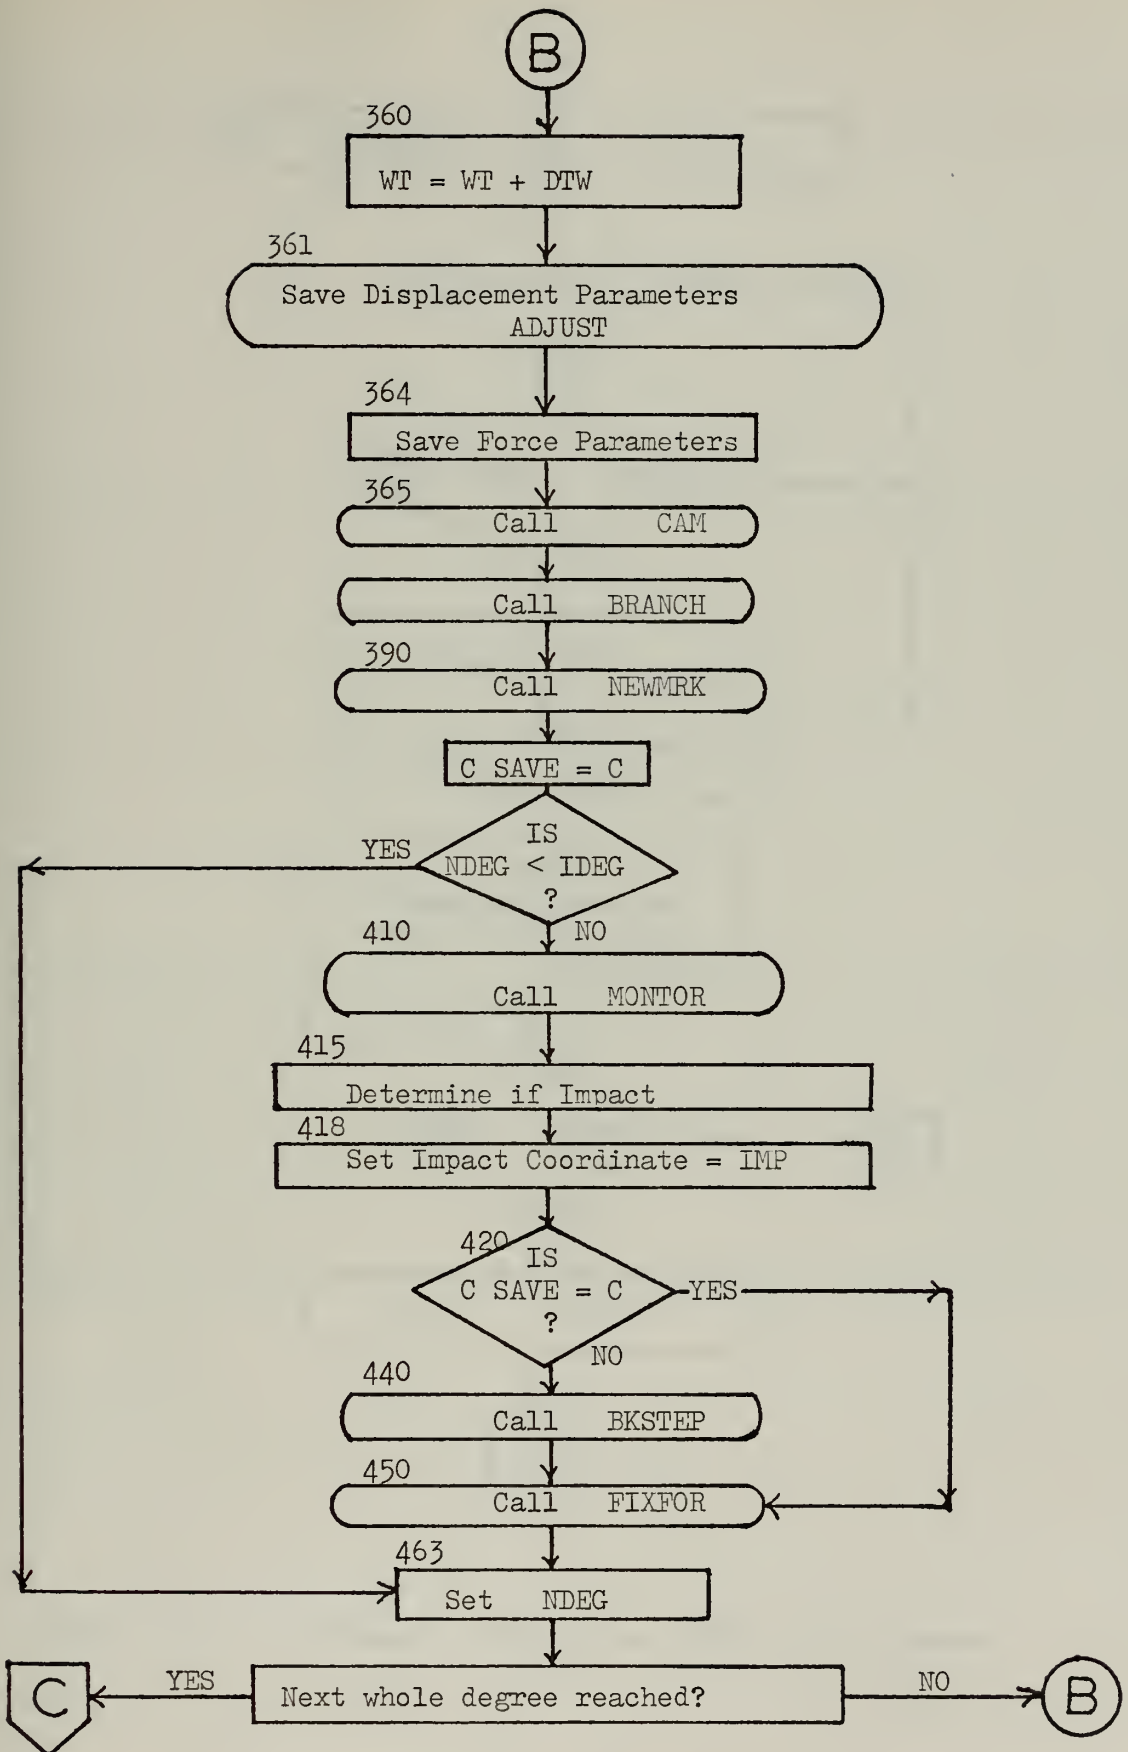 B
360
WT = WT + DTW
361
Save Displacement Parameters
ADJUST
364
Save Force Parameters
365
Call CAM
Call BRANCH
390
Call NEWMRK
C SAVE = C
IS
YES
NDEG < IDEG
?
NO
410
Call MONTOR
415
Determine if Impact
418
Set Impact Coordinate = IMP
420
IS
C SAVE = C
YES
?
NO
440
Call BKSTEP
450
Call FIXFOR
463
Set NDEG
C
YES
Next whole degree reached?
NO
B